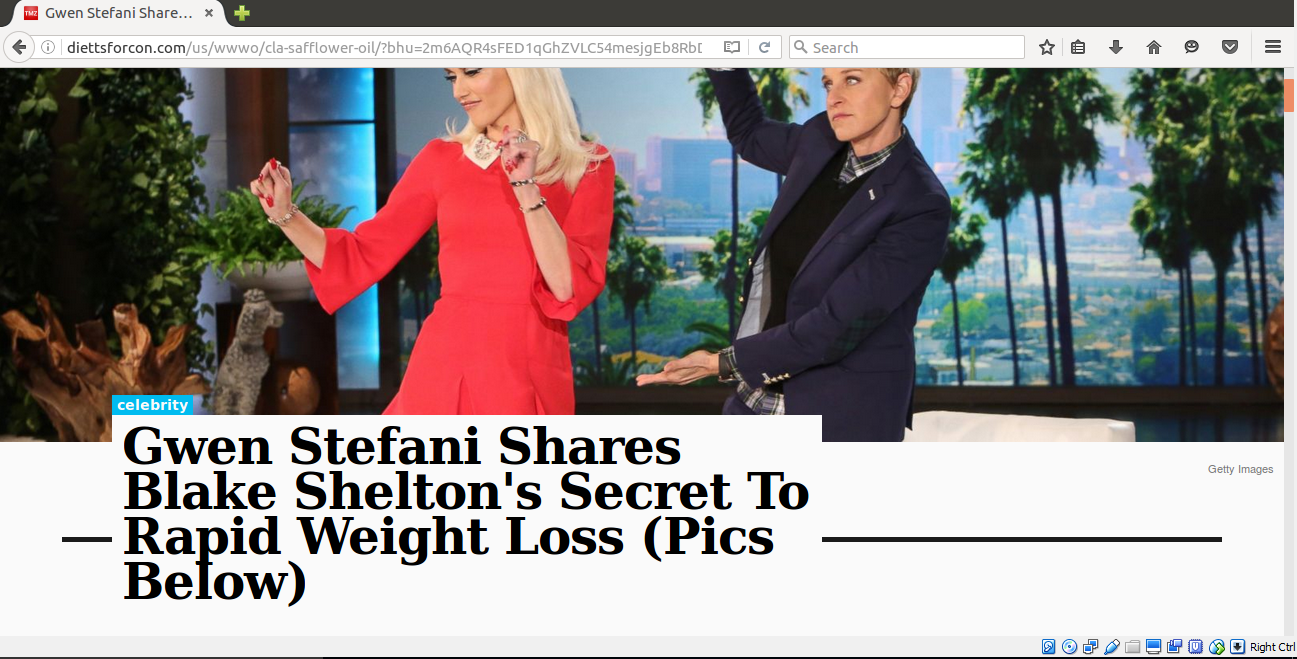 TMZ
Gwen Stefani Share...
diettsforcon.com/us/wwwo/cla-safflower-oil/?bhu=2m6AQR4sFED1qGhZVLC54mesjgEb8RbD
Search
celebrity
Gwen Stefani Shares
Blake Shelton's Secret To
Rapid Weight Loss (Pics
Below)
Getty Images
Right Ctrl